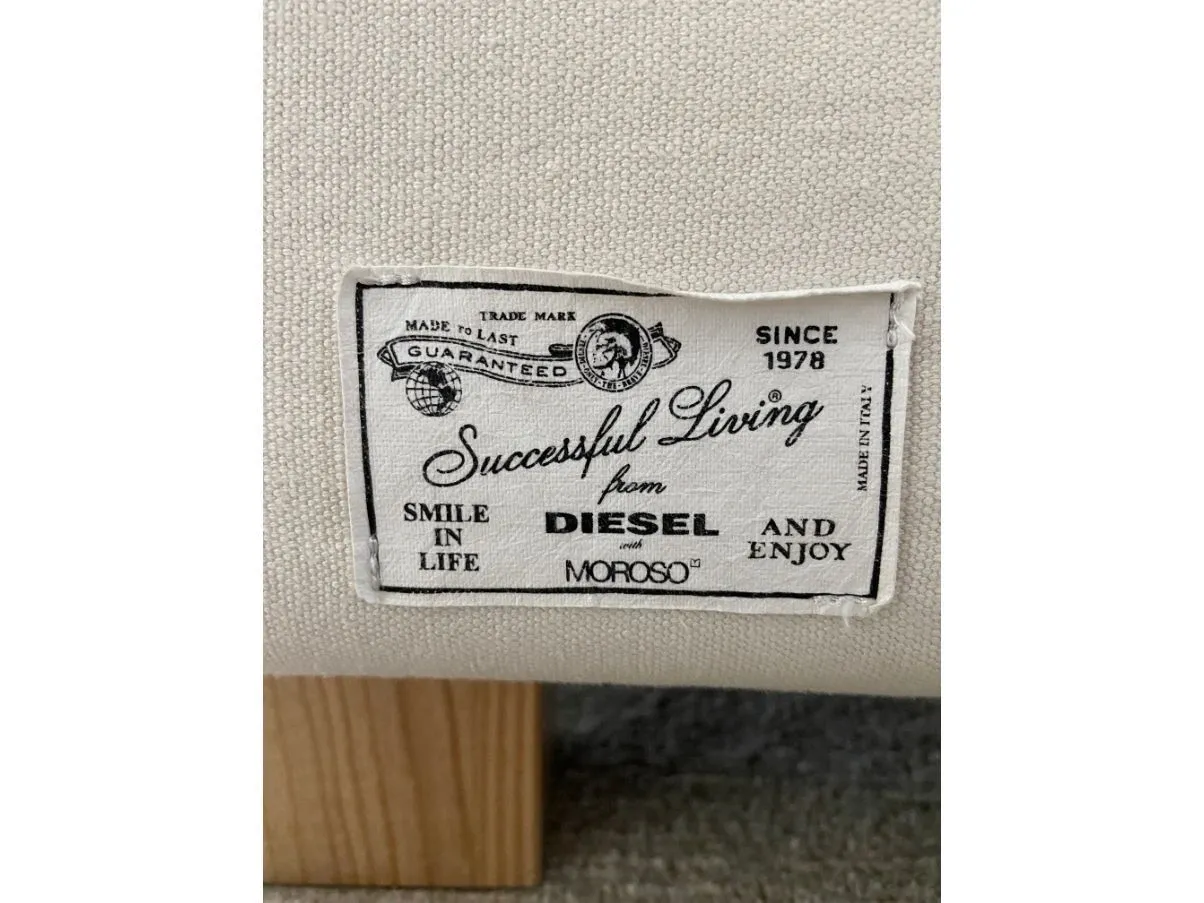 TRADE MARK
MADE TO LAST
GUARANTEED
SINCE
1978
Successful Living®
from
DIESEL
with
MOROSO
SMILE
IN
LIFE
AND
ENJOY
MADE IN ITALY